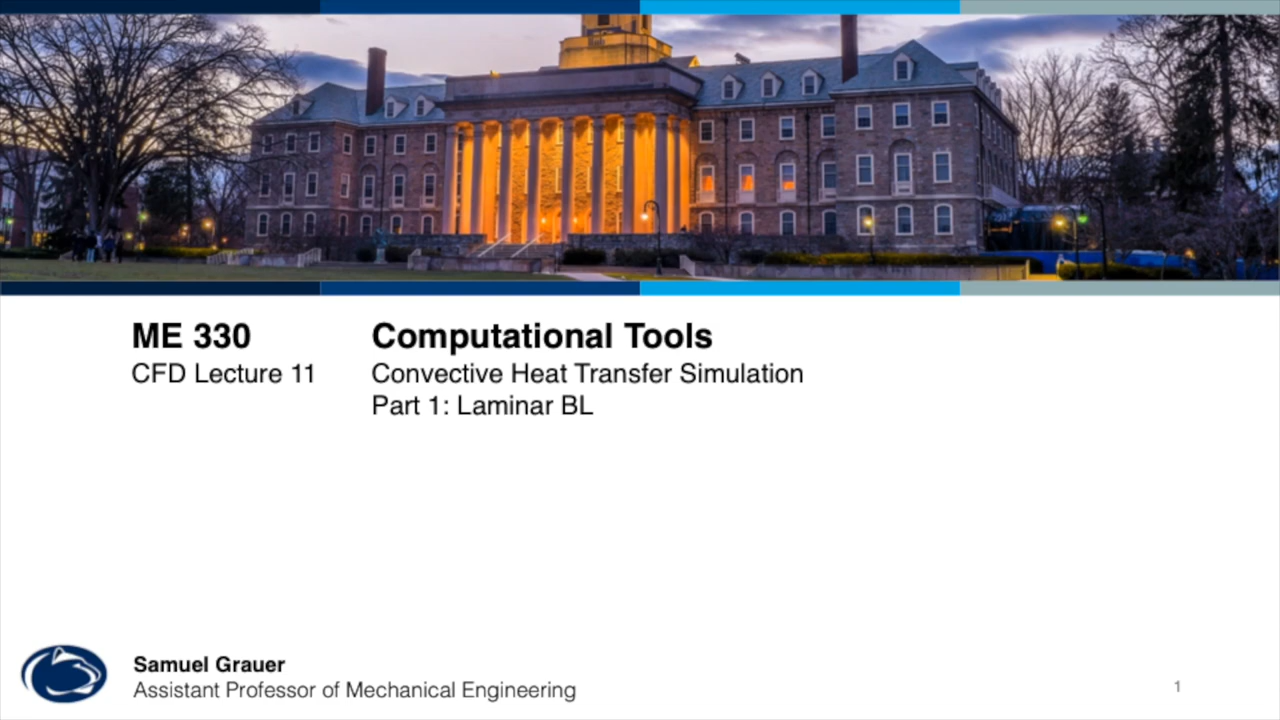 ME 330
CFD Lecture 11
Computational Tools
Convective Heat Transfer Simulation
Part 1: Laminar BL
Samuel Grauer
Assistant Professor of Mechanical Engineering
1